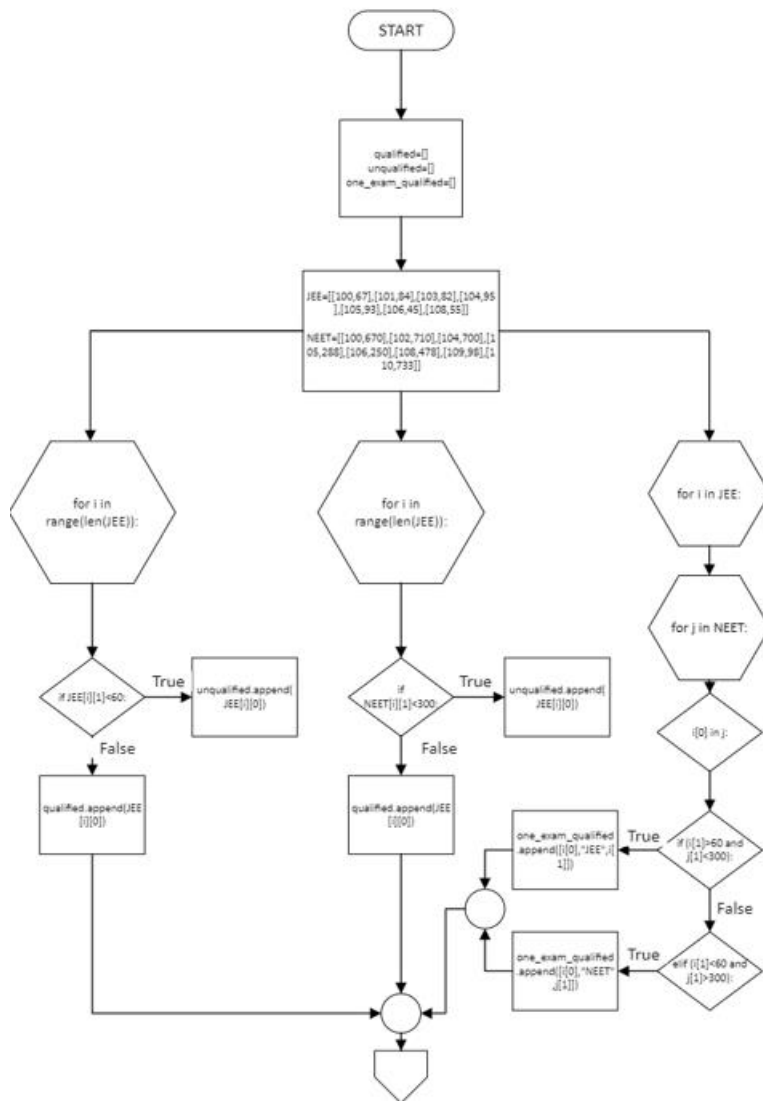 START
qualified=[]
unqualified=[]
one_exam_qualified=[]
JEE=[[100,67],[101,84],[103,82],[104,95
],[105,93],[106,45],[108,55]]
NEET=[[100,670],[102,710],[104,700],[1
05,288],[106,250],[108,478],[109,98],[1
10,733]]
for i in
range(len(JEE)):
for i in
range(len(JEE)):
for i in JEE:
for j in NEET:
if JEE[i][1]<60:
True
unqualified.append(
JEE[i][0])
if
NEET[i][1]<300:
True
unqualified.append(
JEE[i][0])
i[0] in j:
False
False
qualified.append(JEE
[i][0])
qualified.append(JEE
[i][0])
one_exam_qualified
.append([i[0],"JEE",i[
1]])
True
if (i[1]>60 and
j[1]<300):
False
one_exam_qualified
.append([i[0],"NEET"
,j[1]])
True
elif (i[1]<60 and
j[1]>300):